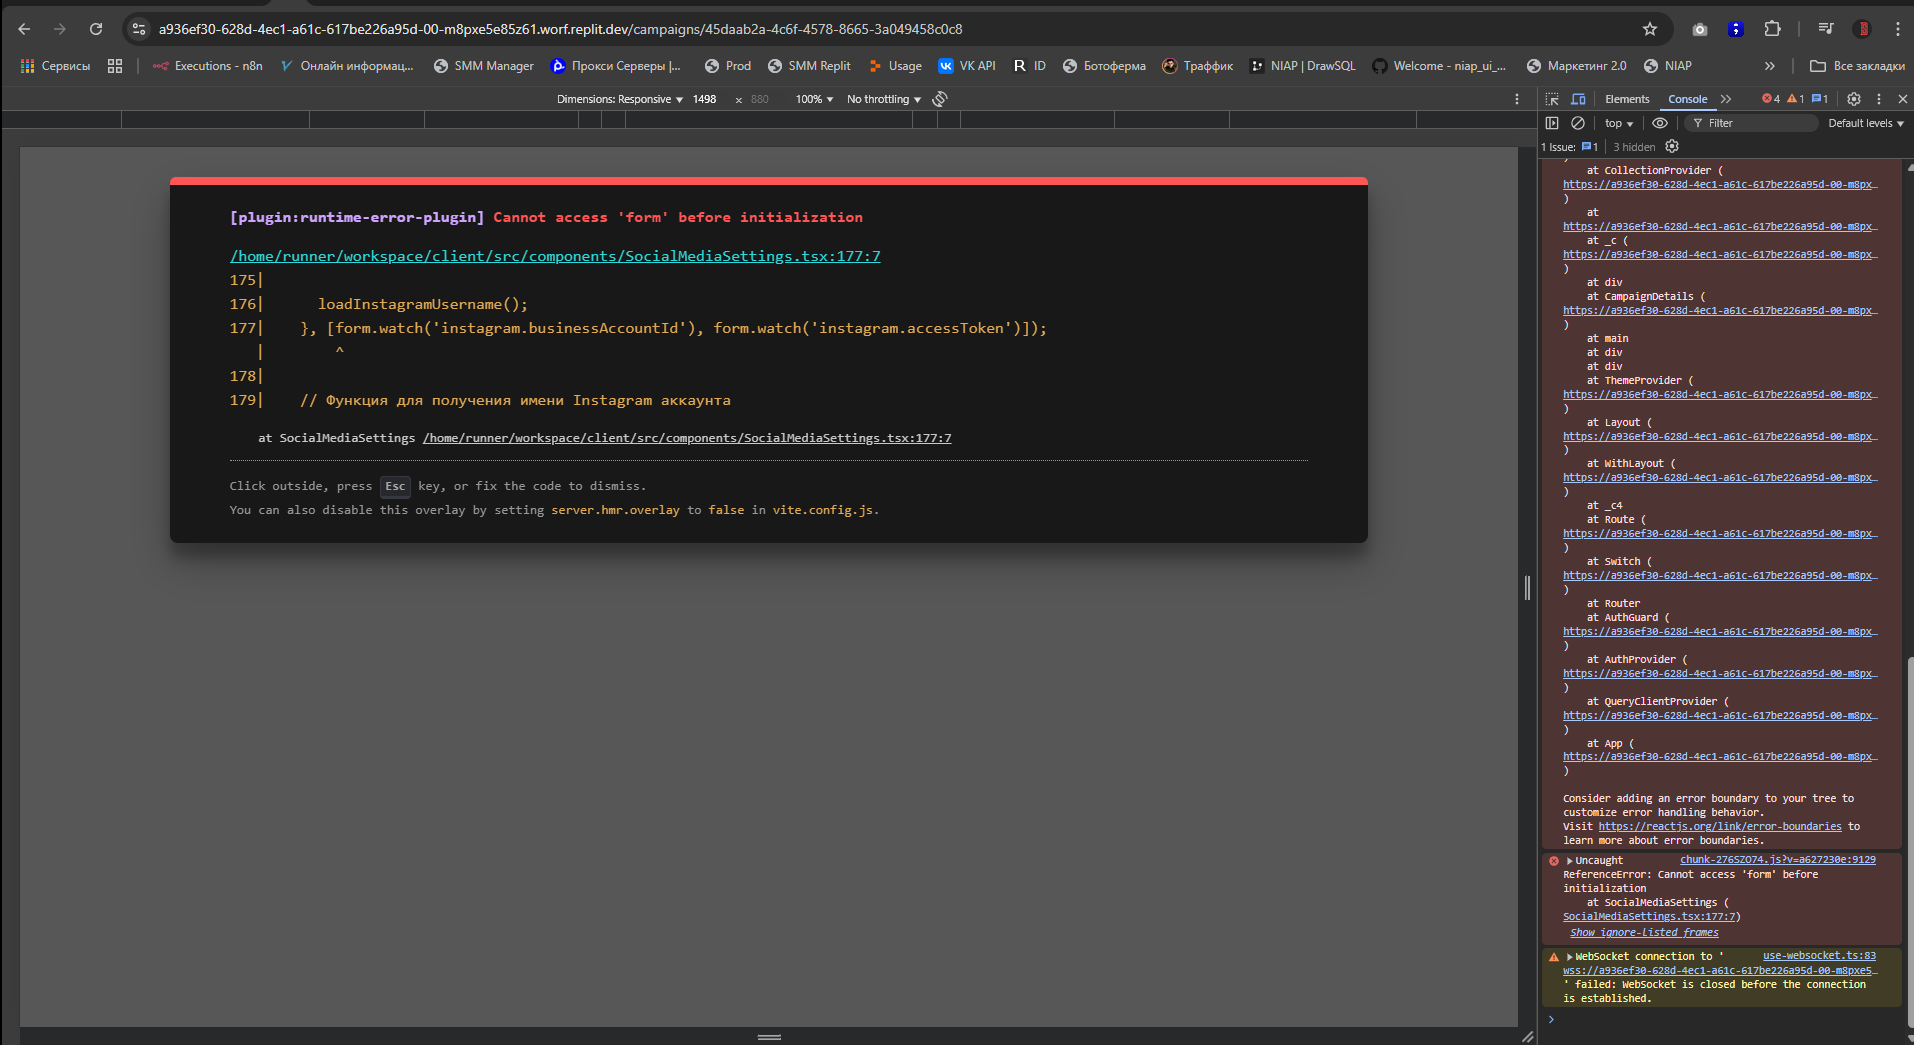 a936ef30-628d-4ec1-a61c-617be226a95d-00-m8pxe5e85z61.worf.replit.dev/campaigns/45daab2a-4c6f-4578-8665-3a049458c0c8
Сервисы Executions - n8n Онлайн информац... SMM Manager Прокси Серверы |... Prod SMM Replit Usage VK API ID Ботоферма Траффик NIAP | DrawSQL Welcome - niap_ui_... Маркетинг 2.0 NIAP » Все закладки
Dimensions: Responsive ▾ 1498 × 880 100% ▾ No throttling ▾
Elements Console » 4 1 1
top ▾ Filter Default levels ▾
1 Issue: 1 3 hidden
[plugin:runtime-error-plugin] Cannot access 'form' before initialization
/home/runner/workspace/client/src/components/SocialMediaSettings.tsx:177:7
175|
176| loadInstagramUsername();
177| }, [form.watch('instagram.businessAccountId'), form.watch('instagram.accessToken')]);
| ^
178|
179| // Функция для получения имени Instagram аккаунта
at SocialMediaSettings /home/runner/workspace/client/src/components/SocialMediaSettings.tsx:177:7
Click outside, press Esc key, or fix the code to dismiss.
You can also disable this overlay by setting server.hmr.overlay to false in vite.config.js.
)
at CollectionProvider (
https://a936ef30-628d-4ec1-a61c-617be226a95d-00-m8px…
)
at
https://a936ef30-628d-4ec1-a61c-617be226a95d-00-m8px…
at _c (
https://a936ef30-628d-4ec1-a61c-617be226a95d-00-m8px…
)
at div
at CampaignDetails (
https://a936ef30-628d-4ec1-a61c-617be226a95d-00-m8px…
)
at main
at div
at div
at ThemeProvider (
https://a936ef30-628d-4ec1-a61c-617be226a95d-00-m8px…
)
at Layout (
https://a936ef30-628d-4ec1-a61c-617be226a95d-00-m8px…
)
at WithLayout (
https://a936ef30-628d-4ec1-a61c-617be226a95d-00-m8px…
)
at _c4
at Route (
https://a936ef30-628d-4ec1-a61c-617be226a95d-00-m8px…
)
at Switch (
https://a936ef30-628d-4ec1-a61c-617be226a95d-00-m8px…
)
at Router
at AuthGuard (
https://a936ef30-628d-4ec1-a61c-617be226a95d-00-m8px…
)
at AuthProvider (
https://a936ef30-628d-4ec1-a61c-617be226a95d-00-m8px…
)
at QueryClientProvider (
https://a936ef30-628d-4ec1-a61c-617be226a95d-00-m8px…
)
at App (
https://a936ef30-628d-4ec1-a61c-617be226a95d-00-m8px…
)
Consider adding an error boundary to your tree to
customize error handling behavior.
Visit https://reactjs.org/link/error-boundaries to
learn more about error boundaries.
▶Uncaught chunk-276SZO74.js?v=a627230e:9129
ReferenceError: Cannot access 'form' before
initialization
at SocialMediaSettings (
SocialMediaSettings.tsx:177:7)
Show ignore-listed frames
▶WebSocket connection to ' use-websocket.ts:83
wss://a936ef30-628d-4ec1-a61c-617be226a95d-00-m8pxe5…
' failed: WebSocket is closed before the connection
is established.
>